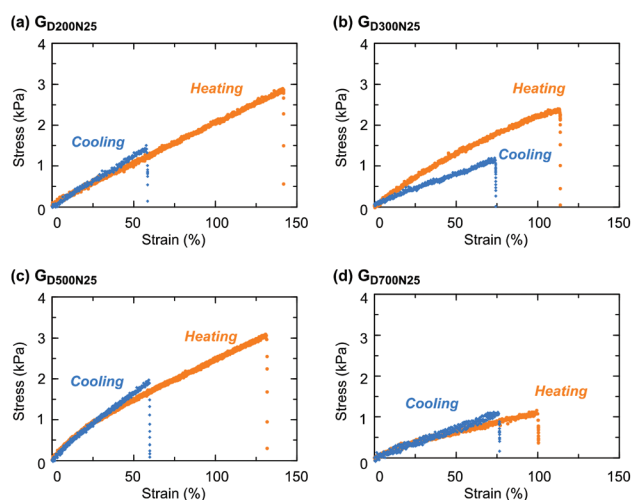 (a) GD200N25
4
3
2
1
0
Stress (kPa)
Heating
Cooling
0 50 100 150
Strain (%)
(b) GD300N25
4
3
2
1
0
Stress (kPa)
Heating
Cooling
0 50 100 150
Strain (%)
(c) GD500N25
4
3
2
1
0
Stress (kPa)
Heating
Cooling
0 50 100 150
Strain (%)
(d) GD700N25
4
3
2
1
0
Stress (kPa)
Cooling
Heating
0 50 100 150
Strain (%)